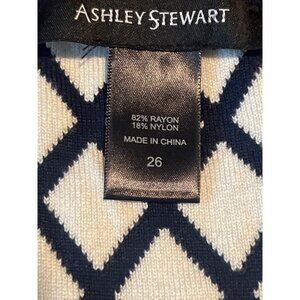 ASHLEY STEWART
82% RAYON
18% NYLON
MADE IN CHINA
26